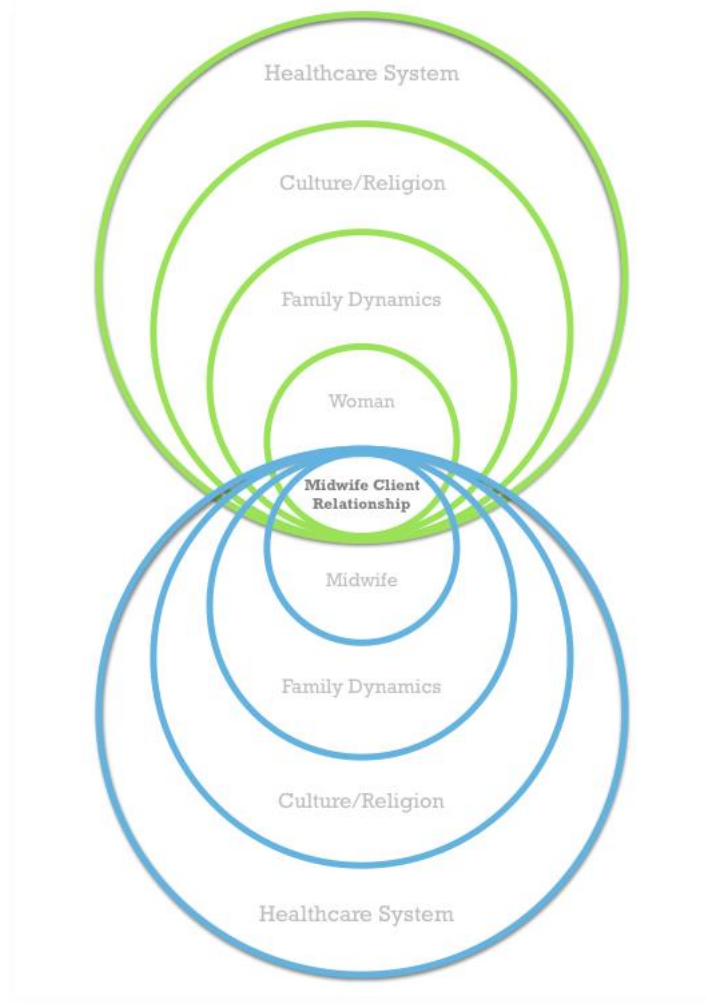 Healthcare System
Culture/Religion
Family Dynamics
Woman
Midwife Client
Relationship
Midwife
Family Dynamics
Culture/Religion
Healthcare System